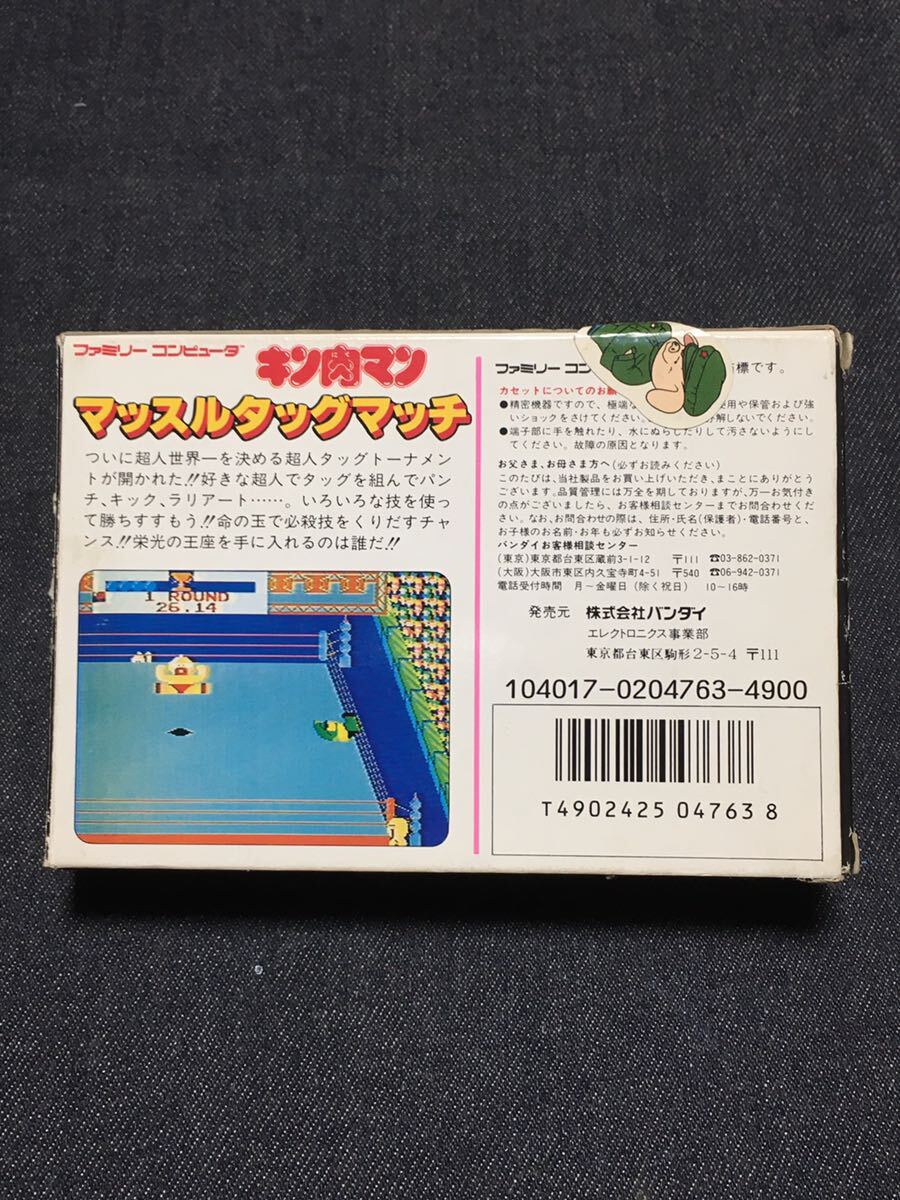 ファミリーコンピュータ™ キン肉マン
マッスルタッグマッチ
ついに超人世界一を決める超人タッグトーナメン
トが開かれた!!好きな超人でタッグを組んでパン
チ、キック、ラリアート……。いろいろな技を使っ
て勝ちすすもう!!命の玉で必殺技をくりだすチャ
ンス!!栄光の王座を手に入れるのは誰だ!!
1 ROUND
26.14
ファミリーコン
標です。
カセットについてのお願
●精密機器ですので、極端な
使用や保管および強
いショックをさけてください
分解しないでください。
●端子部に手を触れたり、水にぬらしたりして汚さないようにし
てください。故障の原因となります。
お父さま、お母さま方へ(必ずお読みください)
このたびは、当社製品をお買い上げいただき、まことにありがとう
ございます。品質管理には万全を期しておりますが、万一お気付き
の点がございましたら、お客様相談センターまでお問合わせくださ
い。なお、お問合わせの際は、住所・氏名(保護者)・電話番号と、
お子様のお名前・お年も必ずお知らせください。
バンダイお客様相談センター
(東京)東京都台東区蔵前3-1-12 〒111 ☎03-862-0371
(大阪)大阪市東区内久宝寺町4-51 〒540 ☎06-942-0371
電話受付時間 月〜金曜日(除く祝日) 10〜16時
発売元 株式会社バンダイ
エレクトロニクス事業部
東京都台東区駒形2-5-4 〒111
104017-0204763-4900
T4902425 04763 8